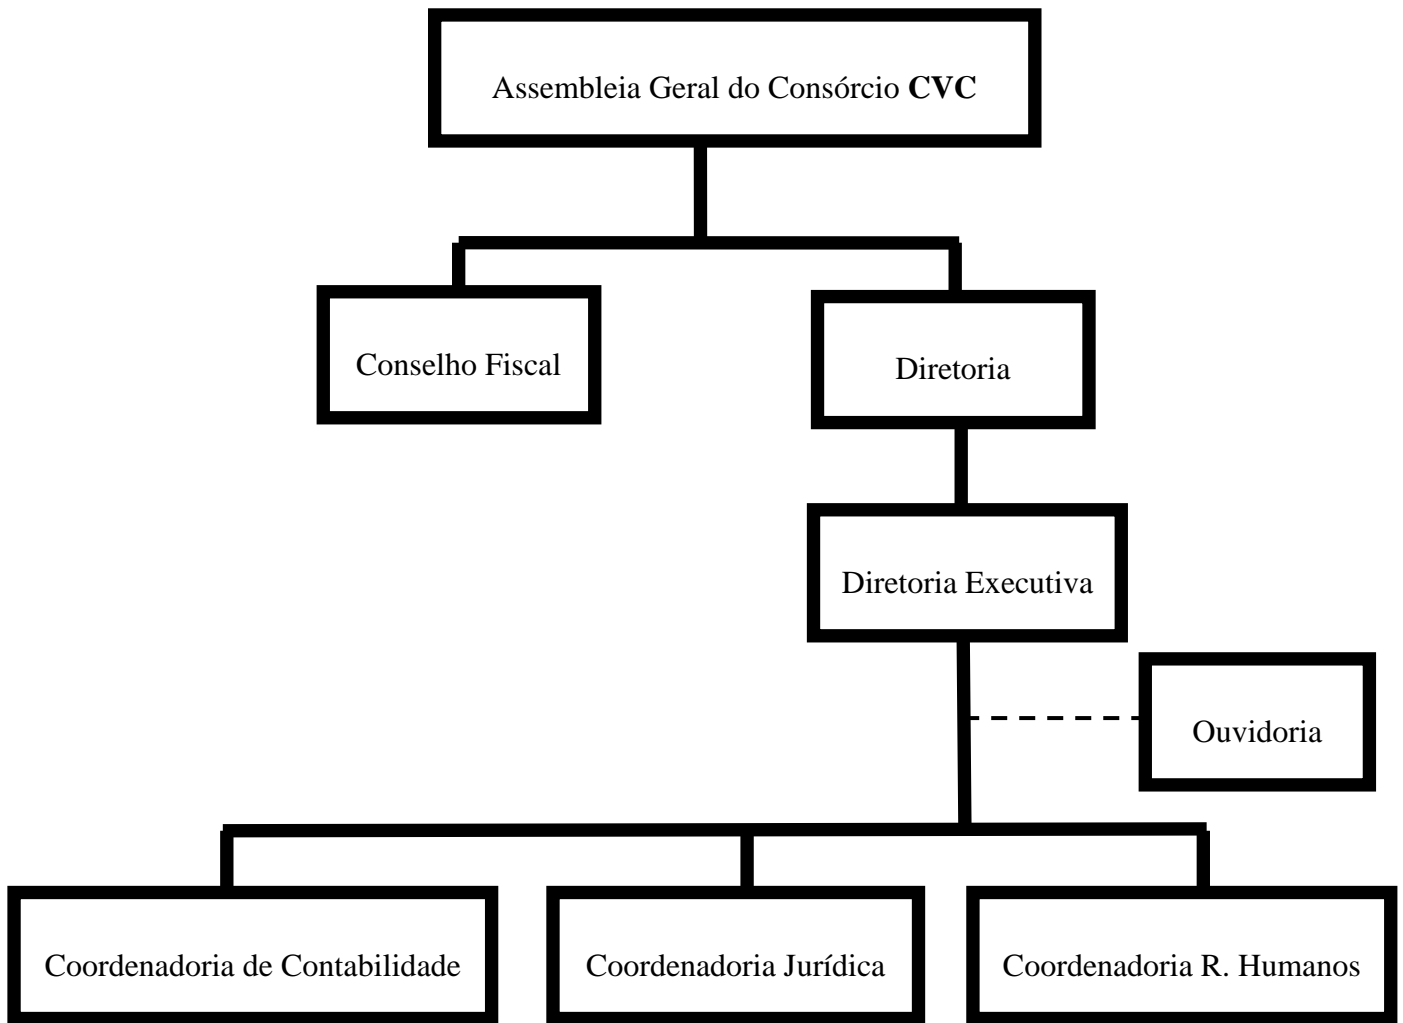 Assembleia Geral do Consórcio CVC
Conselho Fiscal
Diretoria
Diretoria Executiva
Ouvidoria
Coordenadoria de Contabilidade
Coordenadoria Jurídica
Coordenadoria R. Humanos